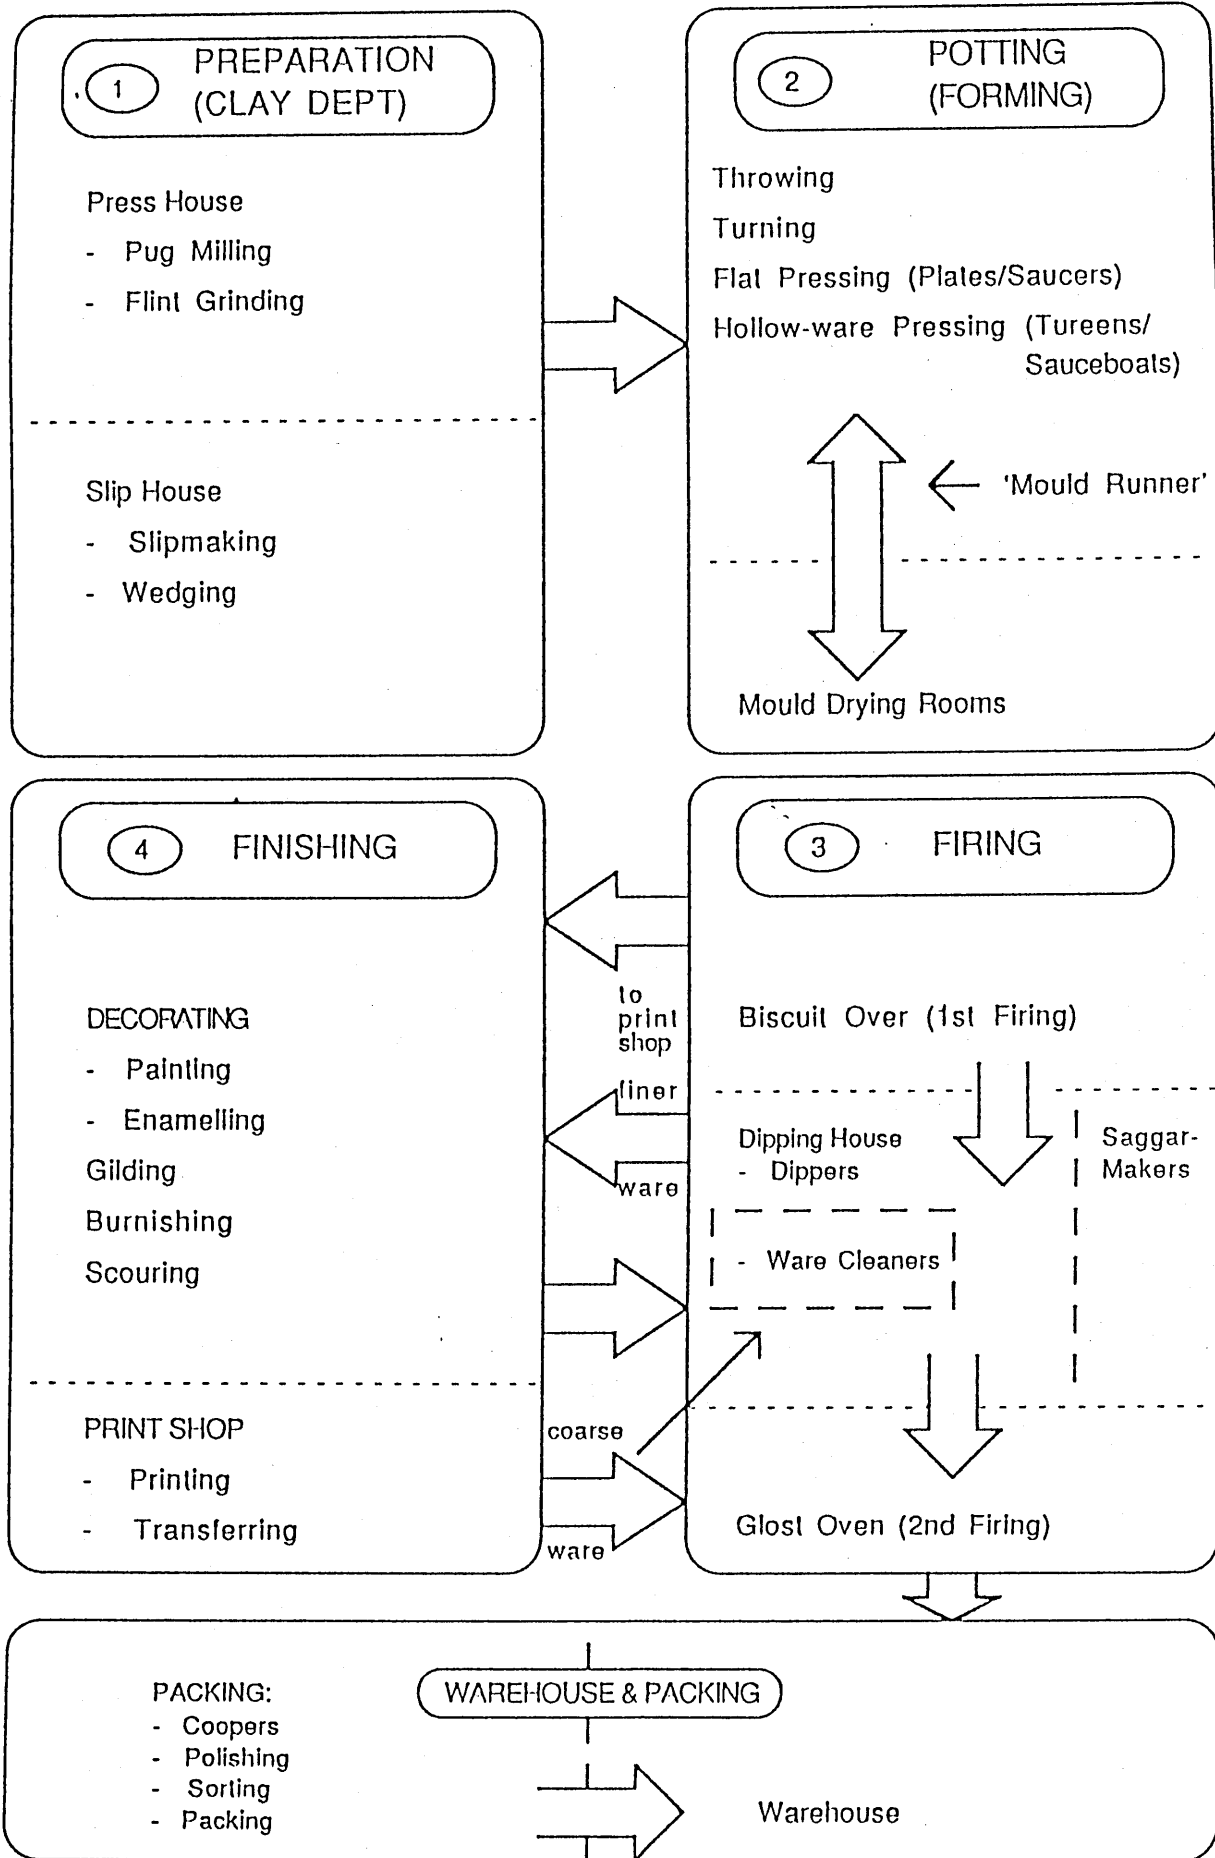 1
PREPARATION
(CLAY DEPT)
Press House
- Pug Milling
- Flint Grinding
Slip House
- Slipmaking
- Wedging
2
POTTING
(FORMING)
Throwing
Turning
Flat Pressing (Plates/Saucers)
Hollow-ware Pressing (Tureens/
Sauceboats)
'Mould Runner'
Mould Drying Rooms
4
FINISHING
DECORATING
- Painting
- Enamelling
Gilding
Burnishing
Scouring
PRINT SHOP
- Printing
- Transferring
to
print
shop
finer
ware
coarse
ware
3
FIRING
Biscuit Over (1st Firing)
Dipping House
- Dippers
- Ware Cleaners
Saggar-
Makers
Glost Oven (2nd Firing)
WAREHOUSE & PACKING
PACKING:
- Coopers
- Polishing
- Sorting
- Packing
Warehouse